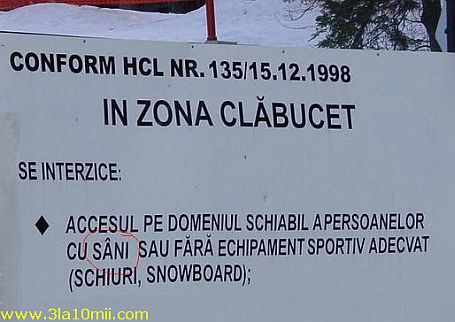 CONFORM HCL NR. 135/15.12.1998
IN ZONA CLĂBUCET
SE INTERZICE:
♦ ACCESUL PE DOMENIUL SCHIABIL A PERSOANELOR
CU SÂNI SAU FĂRĂ ECHIPAMENT SPORTIV ADECVAT
(SCHIURI, SNOWBOARD);
www.3la10mii.com